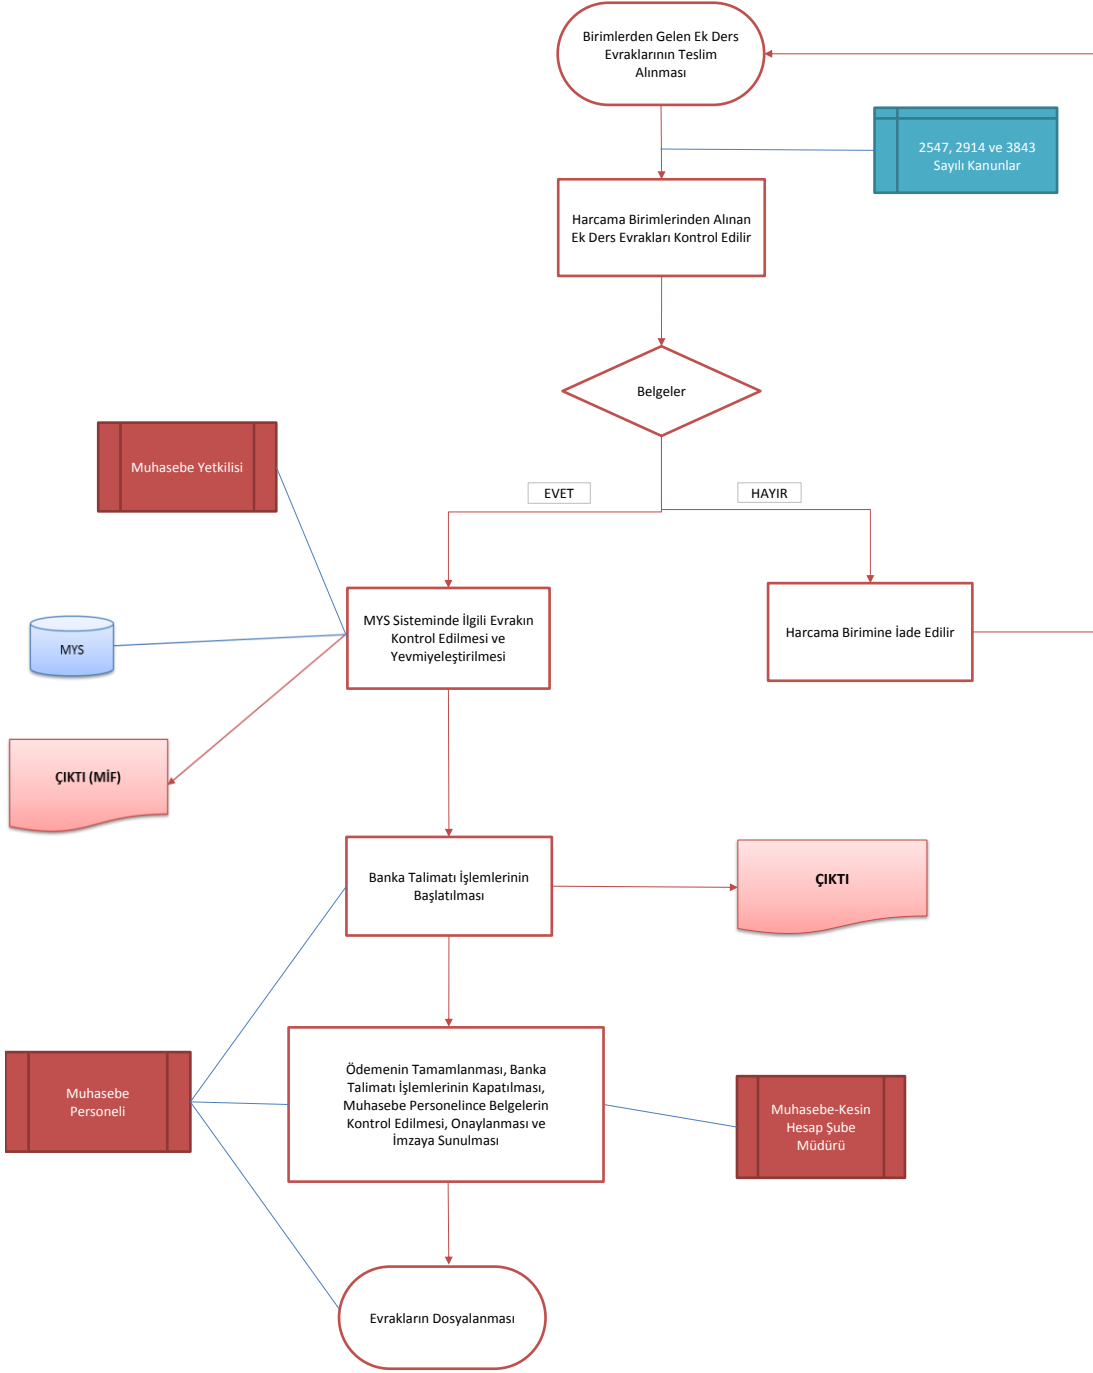 Birimlerden Gelen Ek Ders
Evraklarının Teslim
Alınması
2547, 2914 ve 3843
Sayılı Kanunlar
Harcama Birimlerinden Alınan
Ek Ders Evrakları Kontrol Edilir
Belgeler
Muhasebe Yetkilisi
EVET
HAYIR
MYS Sisteminde İlgili Evrakın
Kontrol Edilmesi ve
Yevmiyeleştirilmesi
Harcama Birimine İade Edilir
MYS
ÇIKTI (MİF)
Banka Talimatı İşlemlerinin
Başlatılması
ÇIKTI
Ödemenin Tamamlanması, Banka
Talimatı İşlemlerinin Kapatılması,
Muhasebe Personelince Belgelerin
Kontrol Edilmesi, Onaylanması ve
İmzaya Sunulması
Muhasebe
Personeli
Muhasebe-Kesin
Hesap Şube
Müdürü
Evrakların Dosyalanması